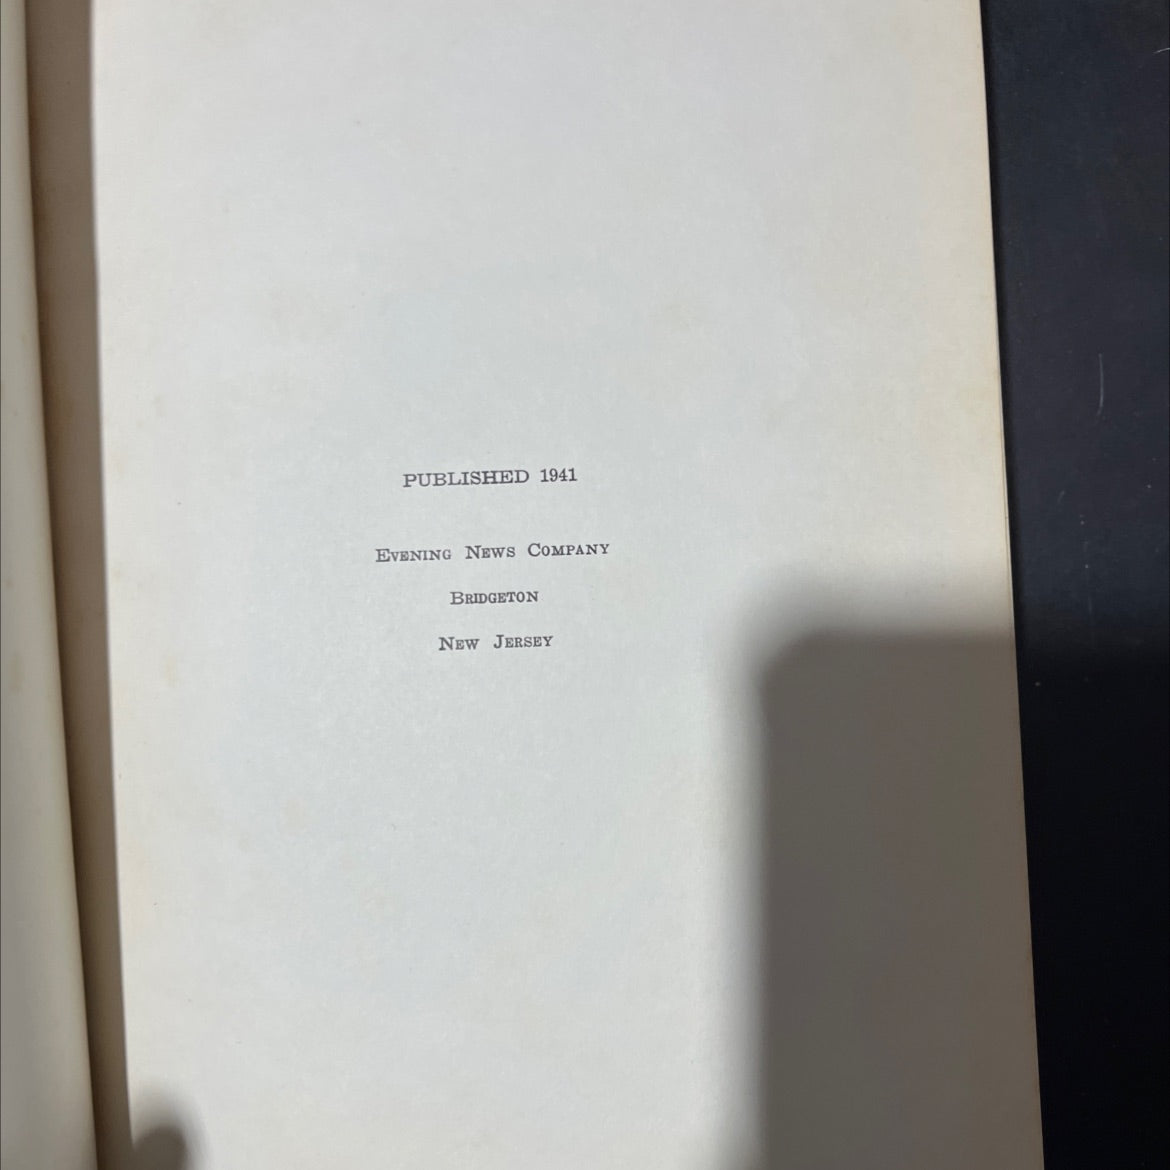 PUBLISHED 1941
EVENING NEWS COMPANY
BRIDGETON
NEW JERSEY